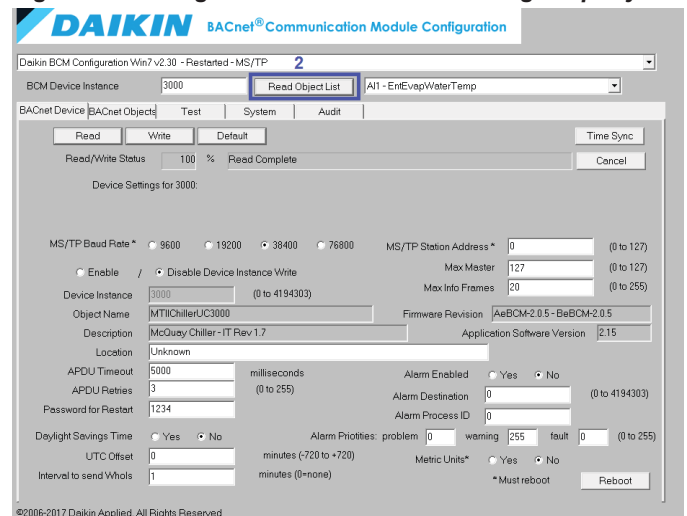 DAIKIN BACnet® Communication Module Configuration
Daikin BCM Configuration Win7 v2.30 - Restarted - MS/TP 2
BCM Device Instance 3000 Read Object List AI1 - EntEvapWaterTemp
BACnet Device BACnet Objects Test System Audit
Read Write Default Time Sync
Read/Write Status 100 % Read Complete Cancel
Device Settings for 3000:
MS/TP Baud Rate * 9600 19200 38400 76800 MS/TP Station Address * 0 (0 to 127)
Max Master 127 (0 to 127)
Enable / Disable Device Instance Write Max Info Frames 20 (0 to 255)
Device Instance 3000 (0 to 4194303)
Object Name MTIIChillerUC3000 Firmware Revision AeBCM-2.0.5 - BeBCM-2.0.5
Description McQuay Chiller - IT Rev 1.7 Application Software Version 2.15
Location Unknown
APDU Timeout 5000 milliseconds Alarm Enabled Yes No
APDU Retries 3 (0 to 255) Alarm Destination 0 (0 to 4194303)
Password for Restart 1234 Alarm Process ID 0
Daylight Savings Time Yes No Alarm Priotities: problem 0 warning 255 fault 0 (0 to 255)
UTC Offset 0 minutes (-720 to +720) Metric Units* Yes No
Interval to send WhoIs 1 minutes (0=none) * Must reboot Reboot
©2006-2017 Daikin Applied. All Rights Reserved